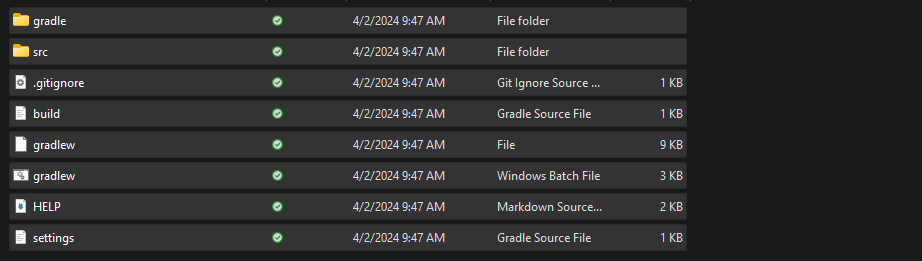 gradle 4/2/2024 9:47 AM File folder
src 4/2/2024 9:47 AM File folder
.gitignore 4/2/2024 9:47 AM Git Ignore Source ... 1 KB
build 4/2/2024 9:47 AM Gradle Source File 1 KB
gradlew 4/2/2024 9:47 AM File 9 KB
gradlew 4/2/2024 9:47 AM Windows Batch File 3 KB
HELP 4/2/2024 9:47 AM Markdown Source... 2 KB
settings 4/2/2024 9:47 AM Gradle Source File 1 KB